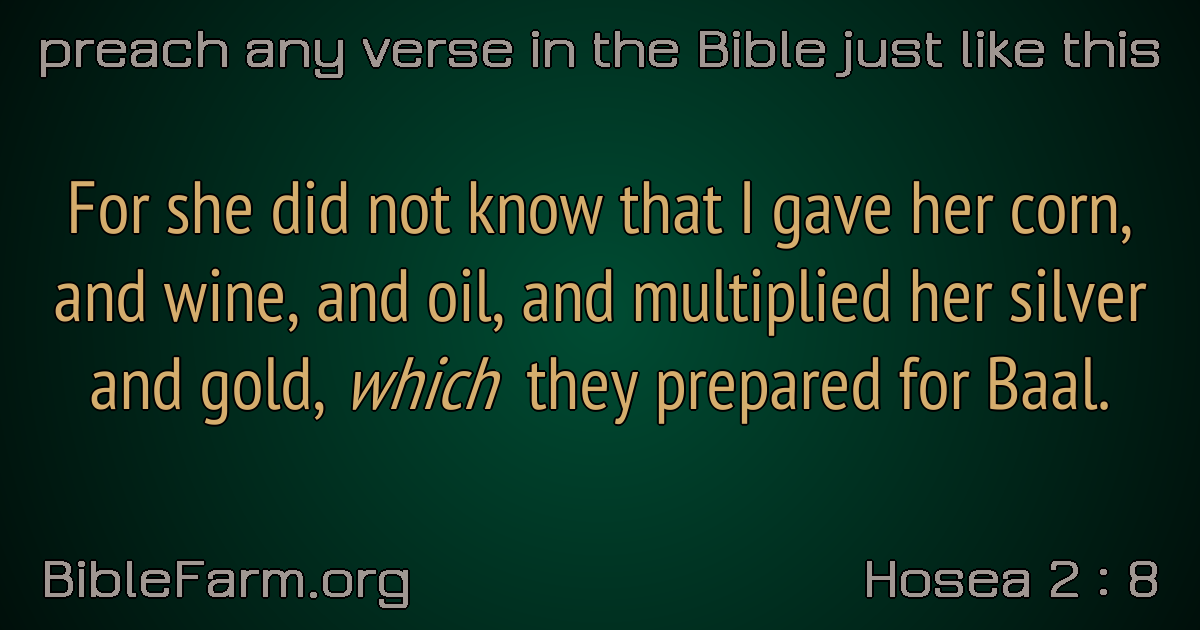 preach any verse in the Bible just like this
For she did not know that I gave her corn,
and wine, and oil, and multiplied her silver
and gold, which they prepared for Baal.
BibleFarm.org
Hosea 2 : 8